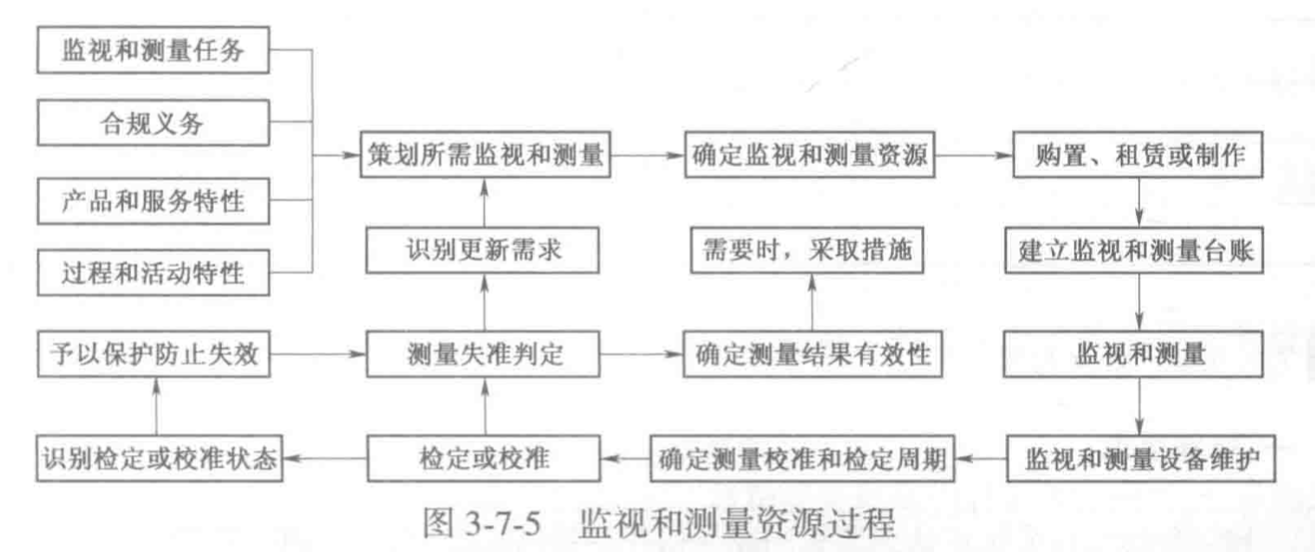 监视和测量任务
合规义务
策划所需监视和测量
确定监视和测量资源
购置、租赁或制作
产品和服务特性
识别更新需求
需要时，采取措施
建立监视和测量台账
过程和活动特性
予以保护防止失效
测量失准判定
确定测量结果有效性
监视和测量
识别检定或校准状态
检定或校准
确定测量校准和检定周期
监视和测量设备维护
图 3-7-5 监视和测量资源过程